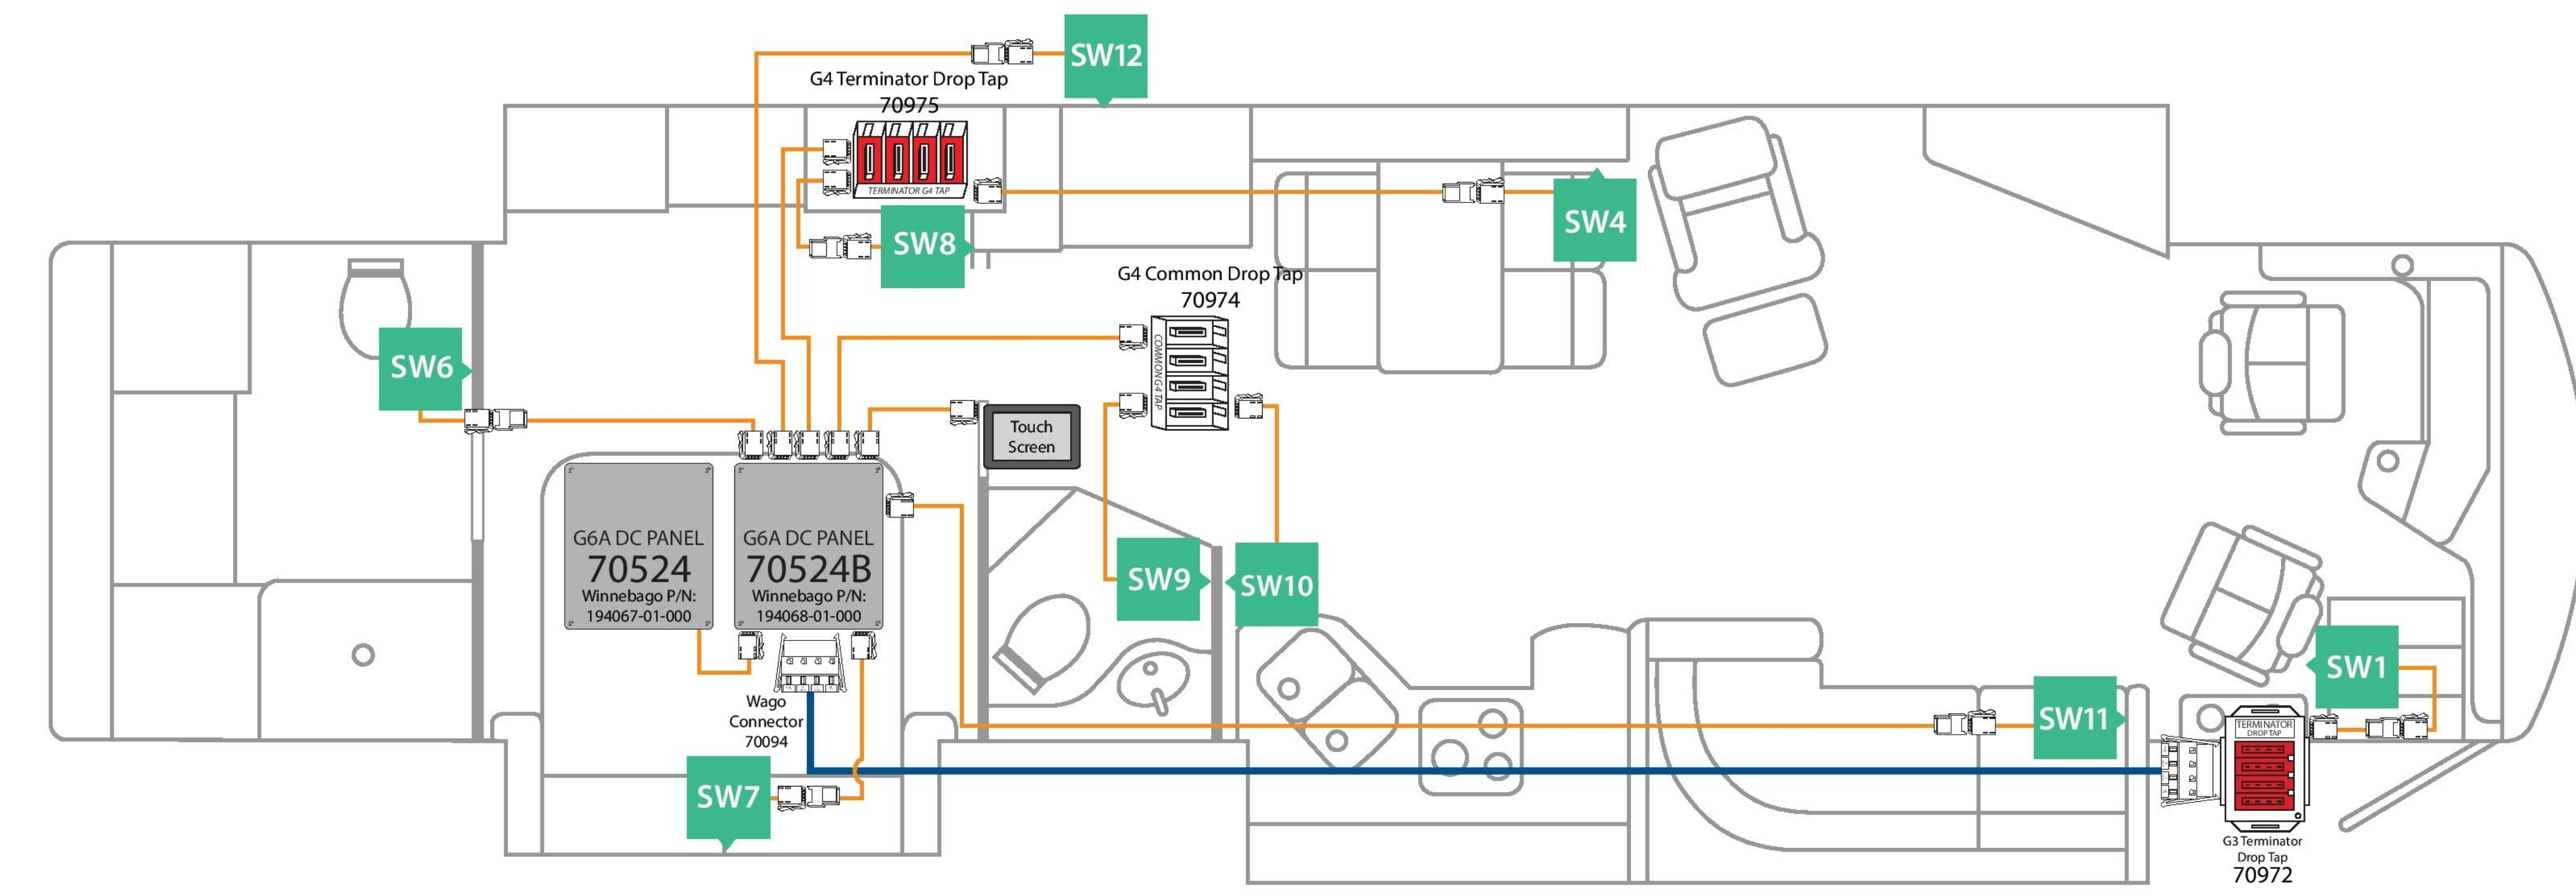 SW12
G4 Terminator Drop Tap
70975
TERMINATOR G4 TAP
SW4
SW8
G4 Common Drop Tap
70974
COMMON G4 TAP
SW6
Touch
Screen
G6A DC PANEL
70524
Winnebago P/N:
194067-01-000
G6A DC PANEL
70524B
Winnebago P/N:
194068-01-000
SW9
SW10
SW1
SW11
Wago
Connector
70094
TERMINATOR
DROP TAP
SW7
G3 Terminator
Drop Tap
70972